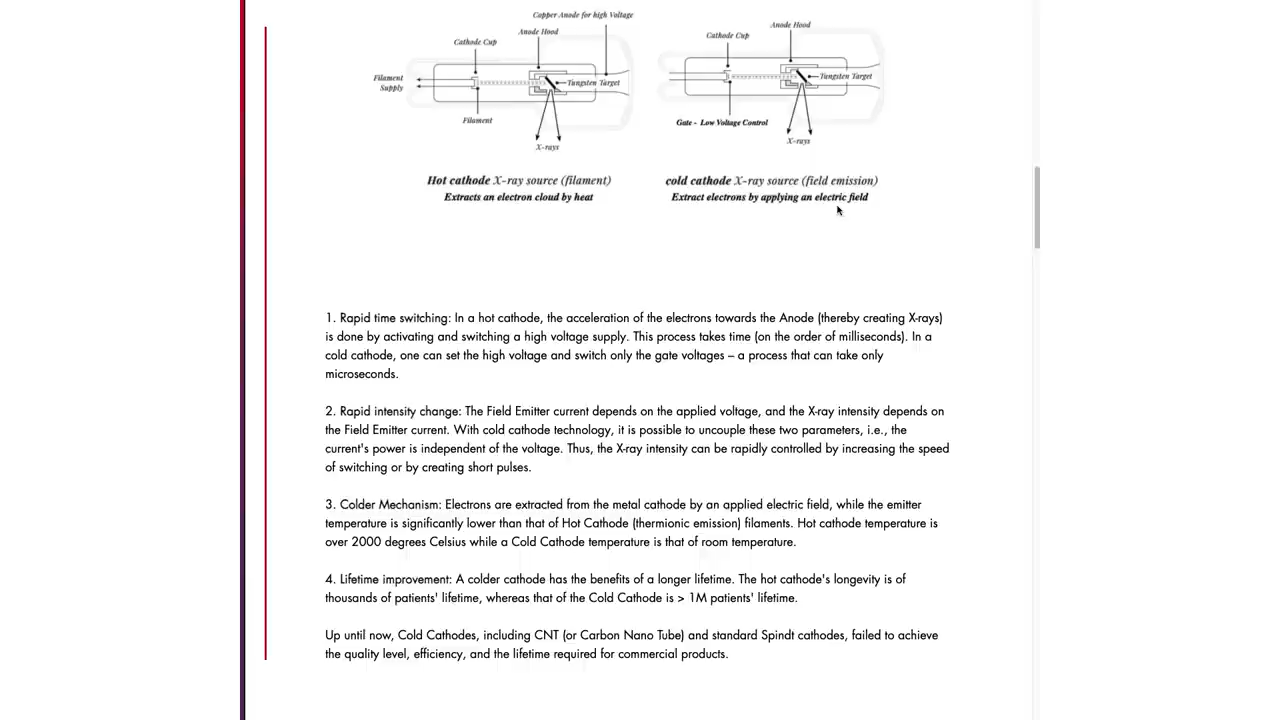 Copper Anode for high Voltage
Anode Hood
Cathode Cup
Filament
Supply
Tungsten Target
Filament
X-rays
Hot cathode X-ray source (filament)
Extracts an electron cloud by heat
Anode Hood
Cathode Cup
Tungsten Target
Gate - Low Voltage Control
X-rays
cold cathode X-ray source (field emission)
Extract electrons by applying an electric field
1. Rapid time switching: In a hot cathode, the acceleration of the electrons towards the Anode (thereby creating X-rays)
is done by activating and switching a high voltage supply. This process takes time (on the order of milliseconds). In a
cold cathode, one can set the high voltage and switch only the gate voltages – a process that can take only
microseconds.
2. Rapid intensity change: The Field Emitter current depends on the applied voltage, and the X-ray intensity depends on
the Field Emitter current. With cold cathode technology, it is possible to uncouple these two parameters, i.e., the
current's power is independent of the voltage. Thus, the X-ray intensity can be rapidly controlled by increasing the speed
of switching or by creating short pulses.
3. Colder Mechanism: Electrons are extracted from the metal cathode by an applied electric field, while the emitter
temperature is significantly lower than that of Hot Cathode (thermionic emission) filaments. Hot cathode temperature is
over 2000 degrees Celsius while a Cold Cathode temperature is that of room temperature.
4. Lifetime improvement: A colder cathode has the benefits of a longer lifetime. The hot cathode's longevity is of
thousands of patients' lifetime, whereas that of the Cold Cathode is > 1M patients' lifetime.
Up until now, Cold Cathodes, including CNT (or Carbon Nano Tube) and standard Spindt cathodes, failed to achieve
the quality level, efficiency, and the lifetime required for commercial products.